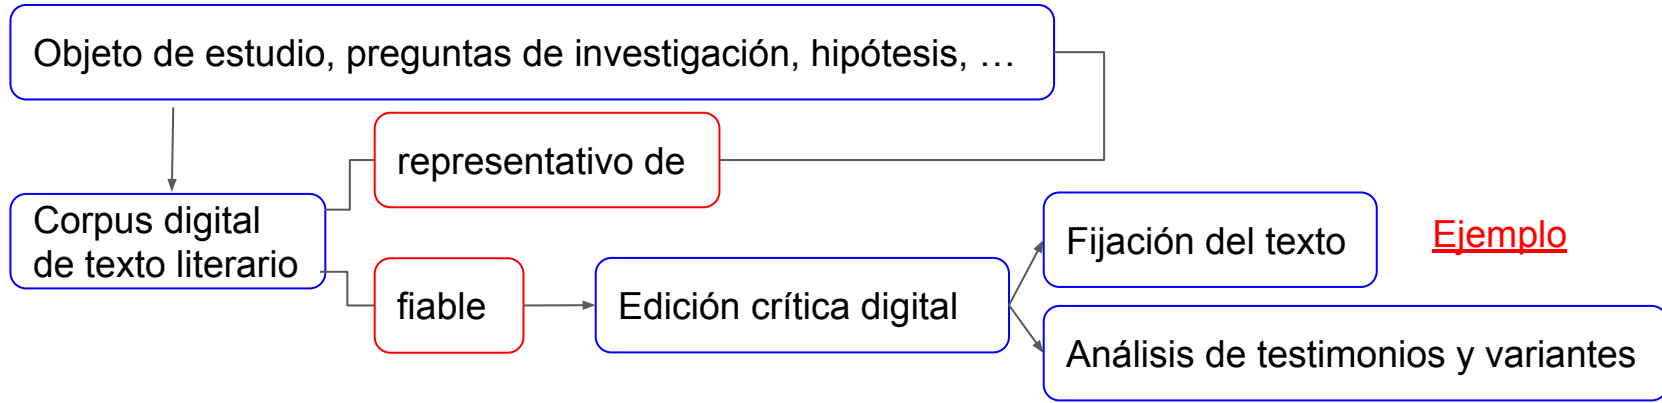 Objeto de estudio, preguntas de investigación, hipótesis, …
representativo de
Corpus digital
de texto literario
fiable
Edición crítica digital
Fijación del texto
Ejemplo
Análisis de testimonios y variantes